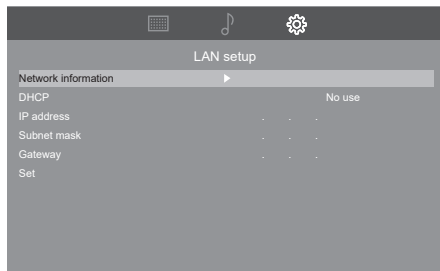 LAN setup
Network information
DHCP No use
IP address . . .
Subnet mask . . .
Gateway . . .
Set